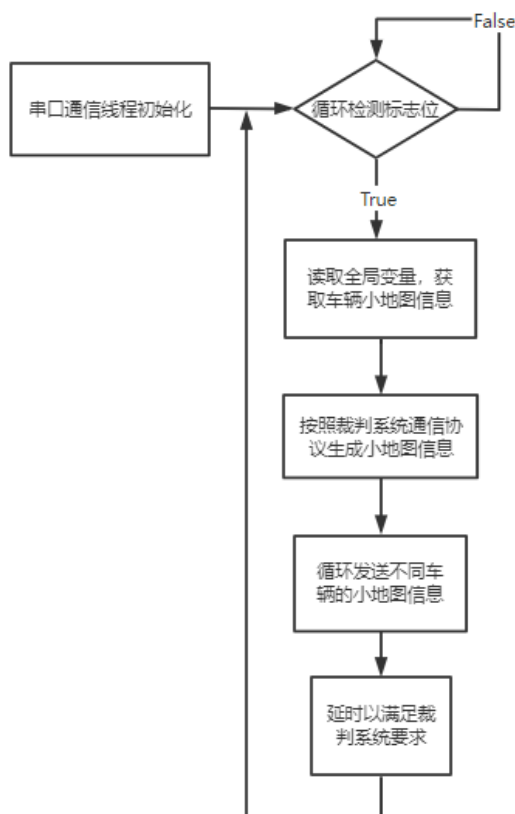 False
串口通信线程初始化
循环检测标志位
True
读取全局变量，获
取车辆小地图信息
按照裁判系统通信协
议生成小地图信息
循环发送不同车
辆的小地图信息
延时以满足裁
判系统要求